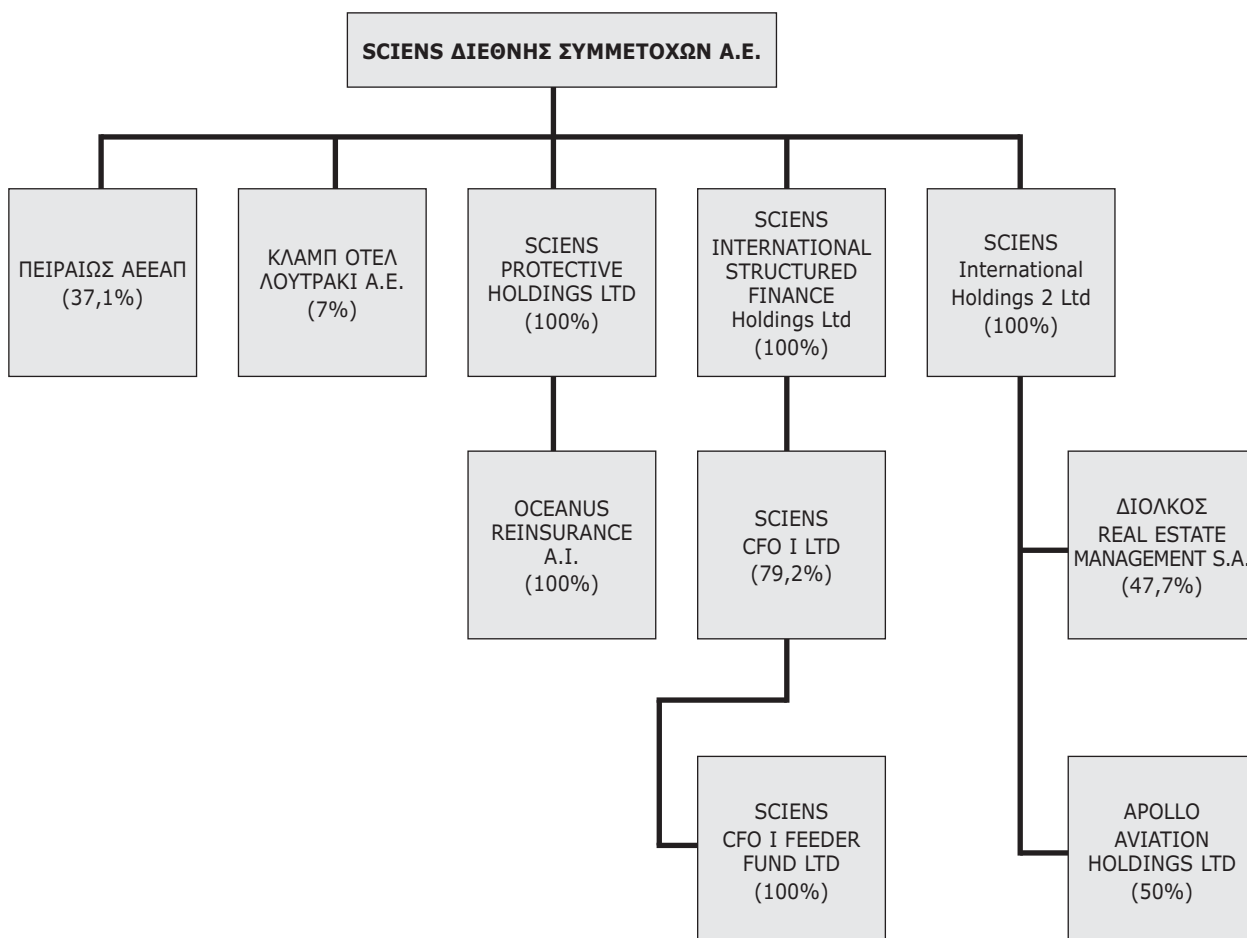 SCIENS ΔΙΕΘΝΗΣ ΣΥΜΜΕΤΟΧΩΝ Α.Ε.
ΠΕΙΡΑΙΩΣ ΑΕΕΑΠ
(37,1%)
ΚΛΑΜΠ ΟΤΕΛ
ΛΟΥΤΡΑΚΙ Α.Ε.
(7%)
SCIENS
PROTECTIVE
HOLDINGS LTD
(100%)
SCIENS
INTERNATIONAL
STRUCTURED
FINANCE
Holdings Ltd
(100%)
SCIENS
International
Holdings 2 Ltd
(100%)
OCEANUS
REINSURANCE
A.I.
(100%)
SCIENS
CFO I LTD
(79,2%)
ΔΙΟΛΚΟΣ
REAL ESTATE
MANAGEMENT S.A.
(47,7%)
SCIENS
CFO I FEEDER
FUND LTD
(100%)
APOLLO
AVIATION
HOLDINGS LTD
(50%)